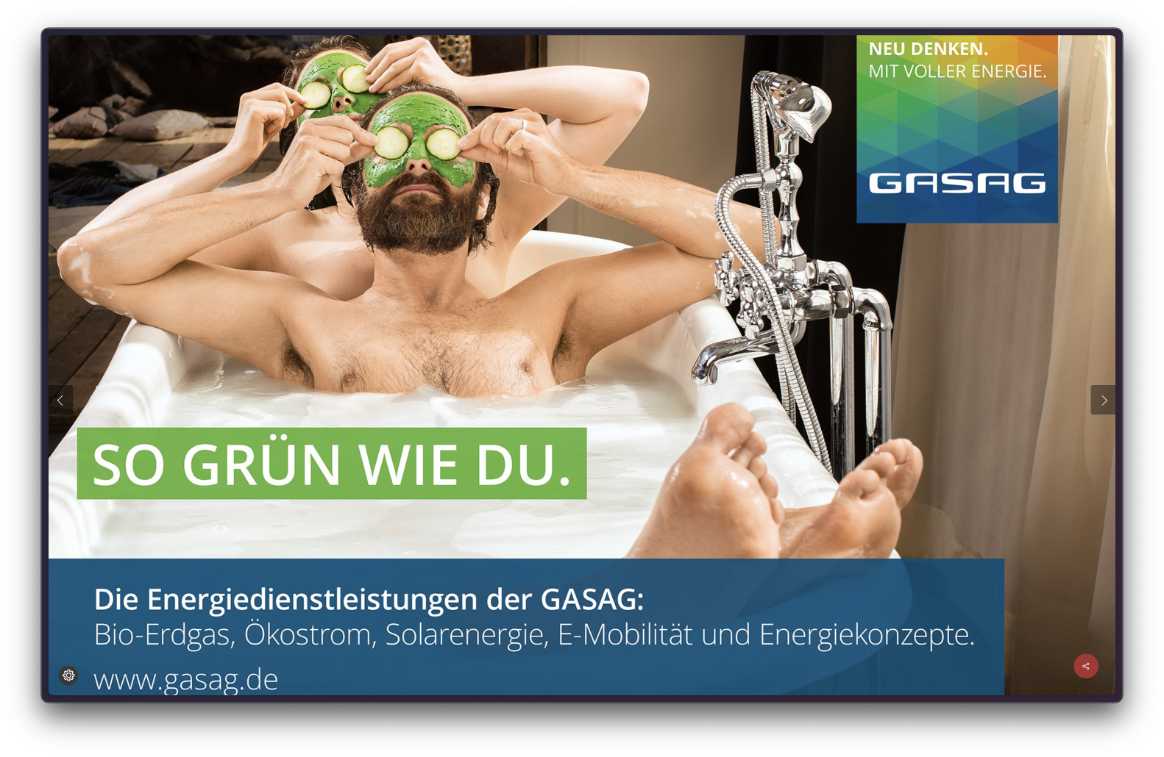 NEU DENKEN.
MIT VOLLER ENERGIE.
GASAG
SO GRÜN WIE DU.
Die Energiedienstleistungen der GASAG:
Bio-Erdgas, Ökostrom, Solarenergie, E-Mobilität und Energiekonzepte.
www.gasag.de